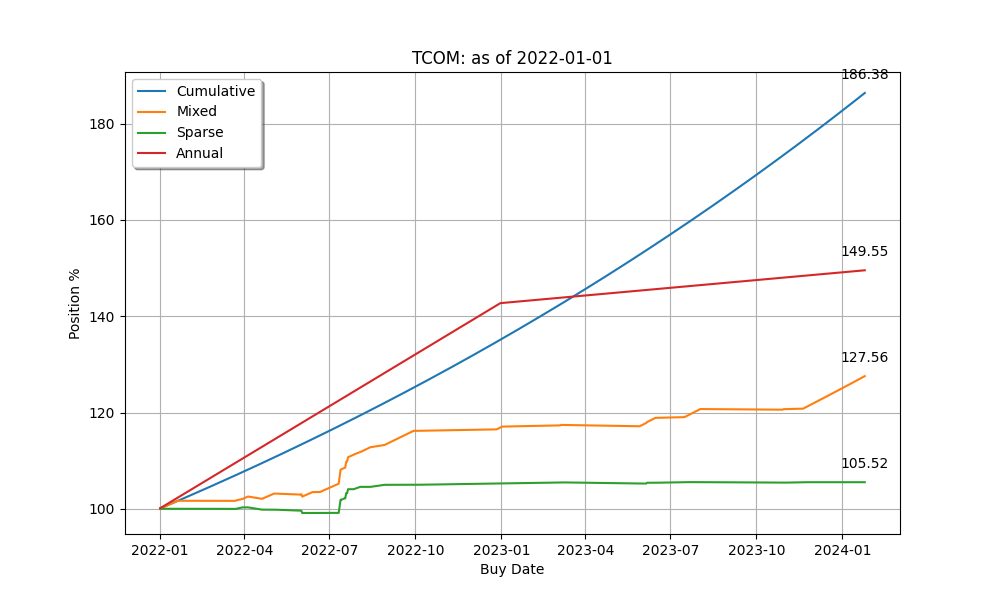 TCOM: as of 2022-01-01
186.38
Cumulative
Mixed
Sparse
Annual
180
160
149.55
140
127.56
120
105.52
100
Position %
2022-01 2022-04 2022-07 2022-10 2023-01 2023-04 2023-07 2023-10 2024-01
Buy Date